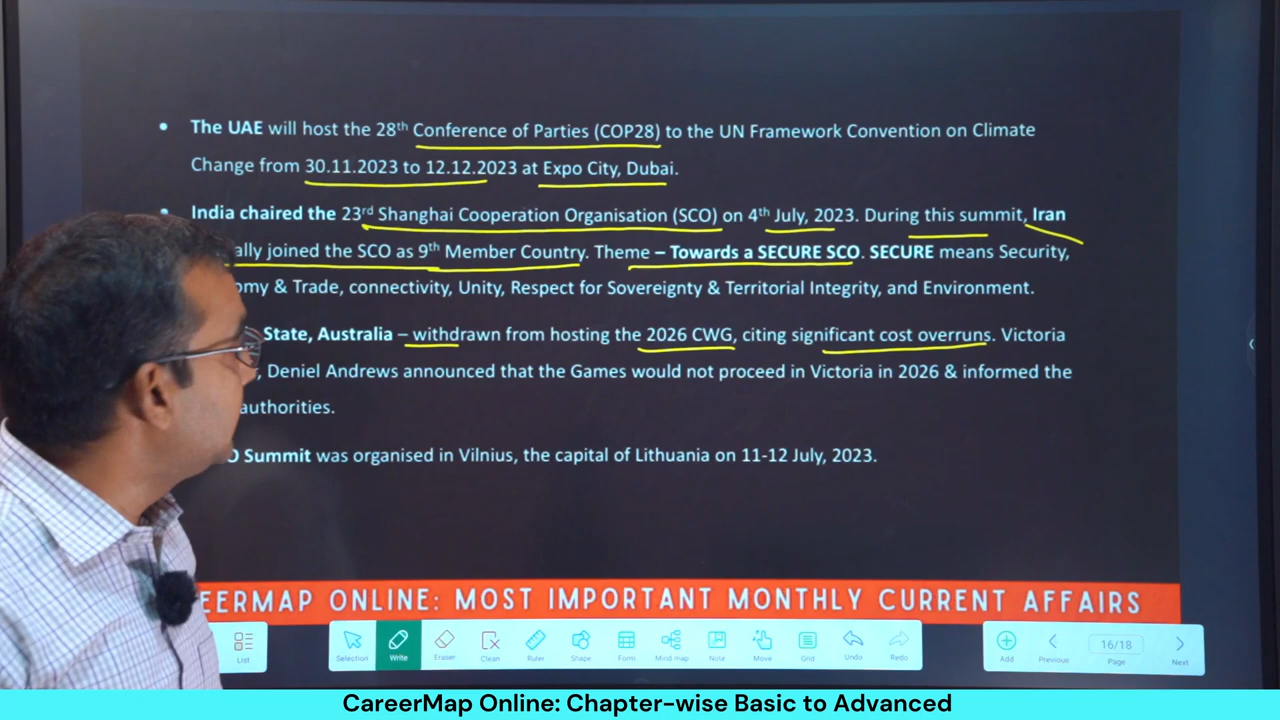 • The UAE will host the 28th Conference of Parties (COP28) to the UN Framework Convention on Climate
Change from 30.11.2023 to 12.12.2023 at Expo City, Dubai.
• India chaired the 23rd Shanghai Cooperation Organisation (SCO) on 4th July, 2023. During this summit, Iran
ally joined the SCO as 9th Member Country. Theme – Towards a SECURE SCO. SECURE means Security,
omy & Trade, connectivity, Unity, Respect for Sovereignty & Territorial Integrity, and Environment.
State, Australia – withdrawn from hosting the 2026 CWG, citing significant cost overruns. Victoria
, Deniel Andrews announced that the Games would not proceed in Victoria in 2026 & informed the
authorities.
O Summit was organised in Vilnius, the capital of Lithuania on 11-12 July, 2023.
EERMAP ONLINE: MOST IMPORTANT MONTHLY CURRENT AFFAIRS
List Selection Write Eraser Clean Ruler Shape Form Mind map Note Move Grid Undo Redo Add Previous 16/18 Page Next
CareerMap Online: Chapter-wise Basic to Advanced